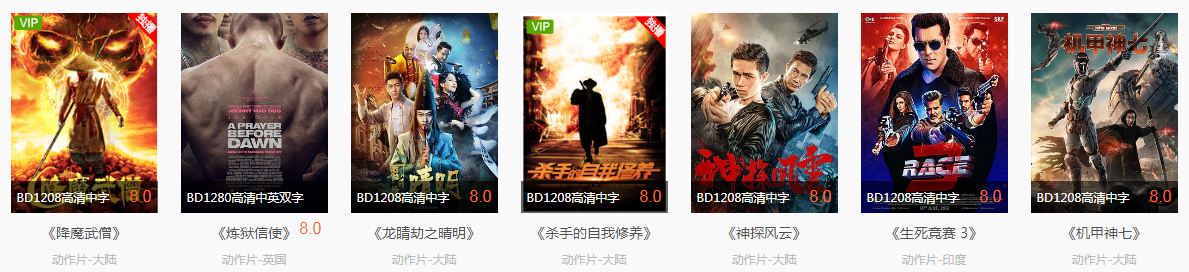 VIP
独播
BD1208高清中字 8.0
《降魔武僧》
动作片-大陆
A PRAYER
BEFORE
DAWN
BD1280高清中英双字
《炼狱信使》 8.0
动作片-英国
BD1208高清中字 8.0
《龙睛劫之晴明》
动作片-大陆
VIP
独播
杀手的自我修养
BD1208高清中字 8.0
《杀手的自我修养》
动作片-大陆
神探风云
BD1208高清中字 8.0
《神探风云》
动作片-大陆
RACE
3
BD1208高清中字 8.0
《生死竞赛 3》
动作片-印度
机甲神七
BD1208高清中字 8.0
《机甲神七》
动作片-大陆